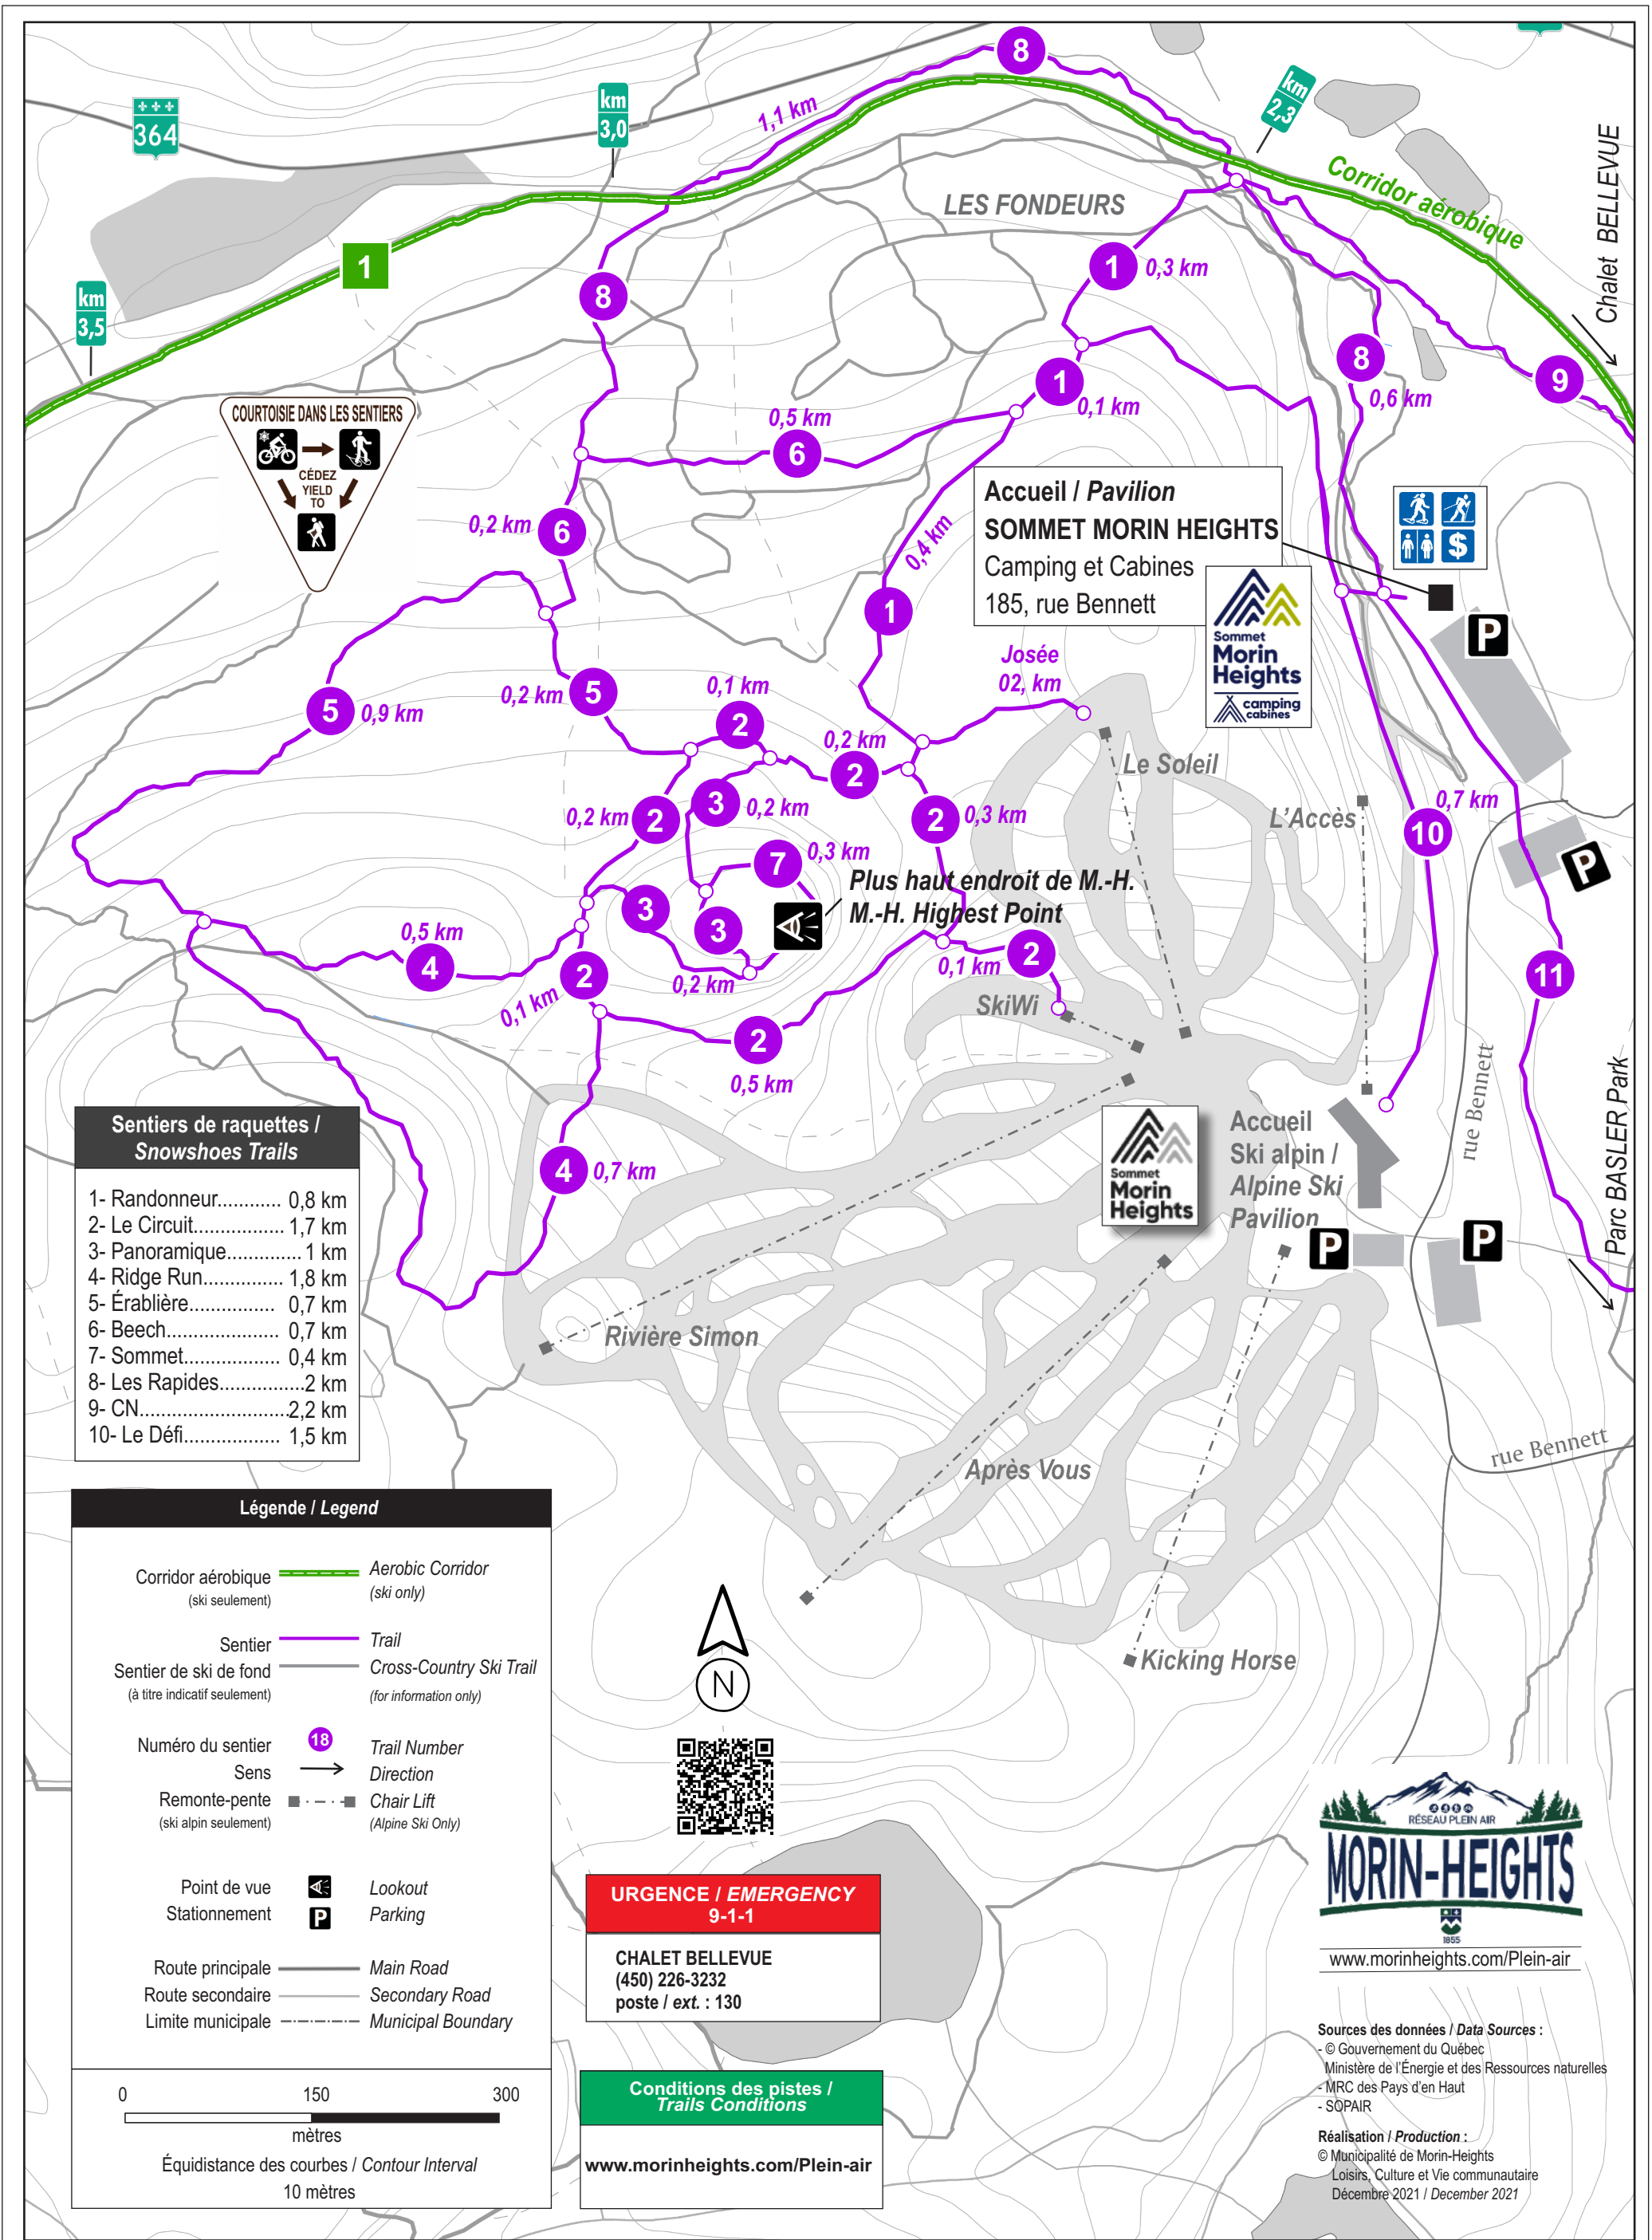 8
1,1 km
km
2,3
km
3,0
364
Corridor aérobique
Chalet BELLEVUE
LES FONDEURS
1
1
0,3 km
8
km
3,5
8
0,6 km
9
1
0,1 km
COURTOISIE DANS LES SENTIERS
CÉDEZ
YIELD
TO
0,5 km
6
0,2 km
6
0,4 km
1
Accueil / Pavilion
SOMMET MORIN HEIGHTS
Camping et Cabines
185, rue Bennett
$
P
Sommet
Morin
Heights
camping
cabines
Josée
02, km
5
0,9 km
0,2 km
5
0,1 km
2
0,2 km
2
Le Soleil
L'Accès
0,7 km
10
P
0,2 km
2
3
0,2 km
2
0,3 km
7
0,3 km
Plus haut endroit de M.-H.
M.-H. Highest Point
3
3
0,5 km
4
2
0,1 km
0,2 km
2
0,1 km
11
SkiWi
2
0,5 km
rue Bennett
Parc BASLER Park
4
0,7 km
Sommet
Morin
Heights
Accueil
Ski alpin /
Alpine Ski
Pavilion
P
P
Sentiers de raquettes /
Snowshoes Trails
1- Randonneur............ 0,8 km
2- Le Circuit................. 1,7 km
3- Panoramique.............. 1 km
4- Ridge Run............... 1,8 km
5- Érablière................ 0,7 km
6- Beech..................... 0,7 km
7- Sommet.................. 0,4 km
8- Les Rapides................2 km
9- CN............................2,2 km
10- Le Défi.................. 1,5 km
Rivière Simon
Après Vous
rue Bennett
Kicking Horse
N
Légende / Legend
Corridor aérobique
(ski seulement)
Aerobic Corridor
(ski only)
Sentier
Trail
Sentier de ski de fond
(à titre indicatif seulement)
Cross-Country Ski Trail
(for information only)
Numéro du sentier
18
Trail Number
Sens
Direction
Remonte-pente
(ski alpin seulement)
Chair Lift
(Alpine Ski Only)
Point de vue
Lookout
Stationnement
P
Parking
Route principale
Main Road
Route secondaire
Secondary Road
Limite municipale
Municipal Boundary
0 150 300
mètres
Équidistance des courbes / Contour Interval
10 mètres
URGENCE / EMERGENCY
9-1-1
CHALET BELLEVUE
(450) 226-3232
poste / ext. : 130
Conditions des pistes /
Trails Conditions
www.morinheights.com/Plein-air
RÉSEAU PLEIN AIR
MORIN-HEIGHTS
1855
www.morinheights.com/Plein-air
Sources des données / Data Sources :
- © Gouvernement du Québec
Ministère de l'Énergie et des Ressources naturelles
- MRC des Pays d'en Haut
- SOPAIR
Réalisation / Production :
© Municipalité de Morin-Heights
Loisirs, Culture et Vie communautaire
Décembre 2021 / December 2021